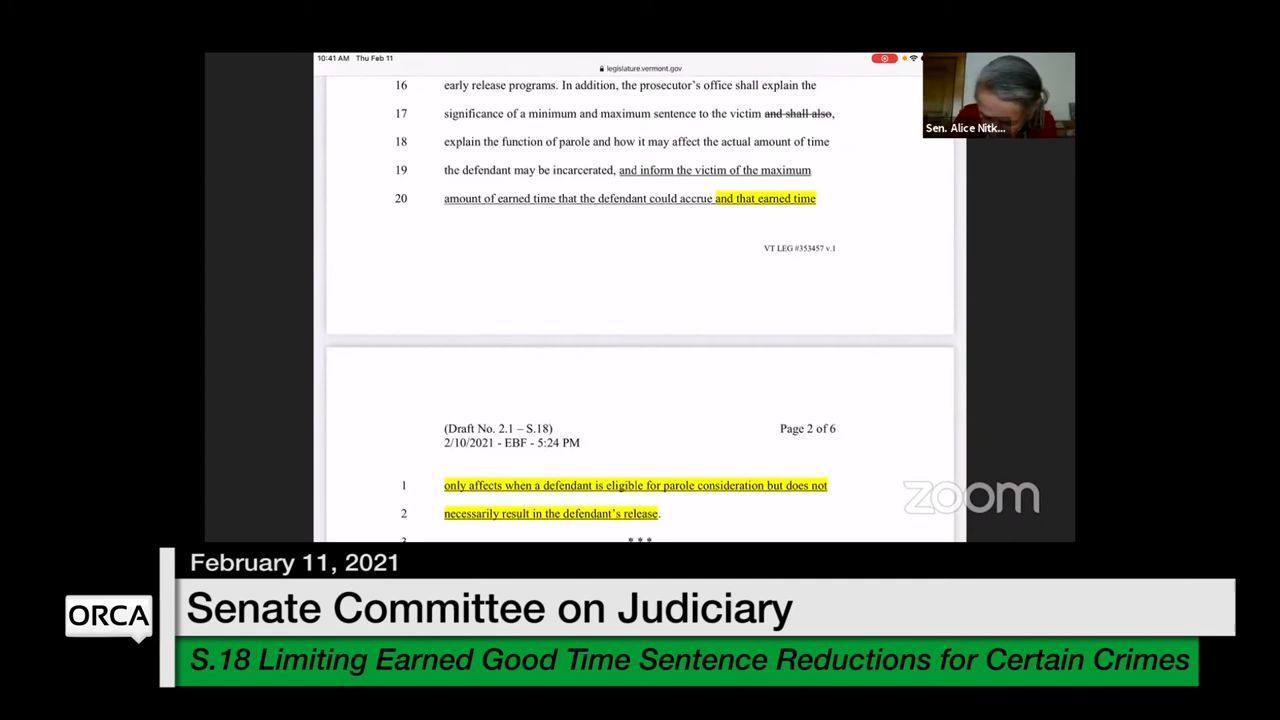 10:41 AM Thu Feb 11
legislature.vermont.gov
16 early release programs. In addition, the prosecutor's office shall explain the
17 significance of a minimum and maximum sentence to the victim and shall also,
18 explain the function of parole and how it may affect the actual amount of time
19 the defendant may be incarcerated, and inform the victim of the maximum
20 amount of earned time that the defendant could accrue and that earned time
VT LEG #353457 v.1
Sen. Alice Nitk...
(Draft No. 2.1 – S.18) Page 2 of 6
2/10/2021 - EBF - 5:24 PM
1 only affects when a defendant is eligible for parole consideration but does not
2 necessarily result in the defendant's release.
3 * * *
zoom
February 11, 2021
ORCA
Senate Committee on Judiciary
S.18 Limiting Earned Good Time Sentence Reductions for Certain Crimes